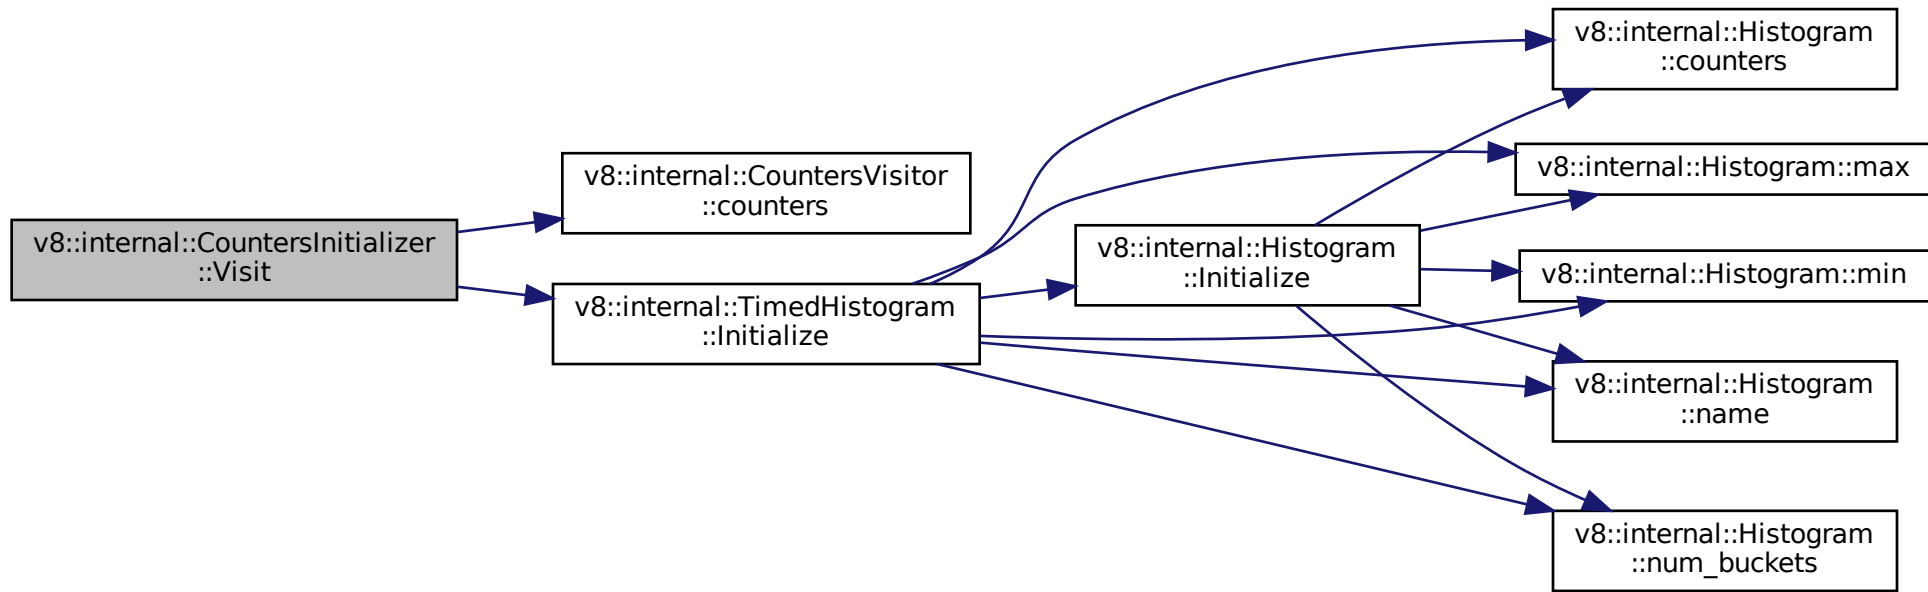 v8::internal::CountersInitializer
::Visit
v8::internal::CountersVisitor
::counters
v8::internal::TimedHistogram
::Initialize
v8::internal::Histogram
::Initialize
v8::internal::Histogram
::counters
v8::internal::Histogram::max
v8::internal::Histogram::min
v8::internal::Histogram
::name
v8::internal::Histogram
::num_buckets